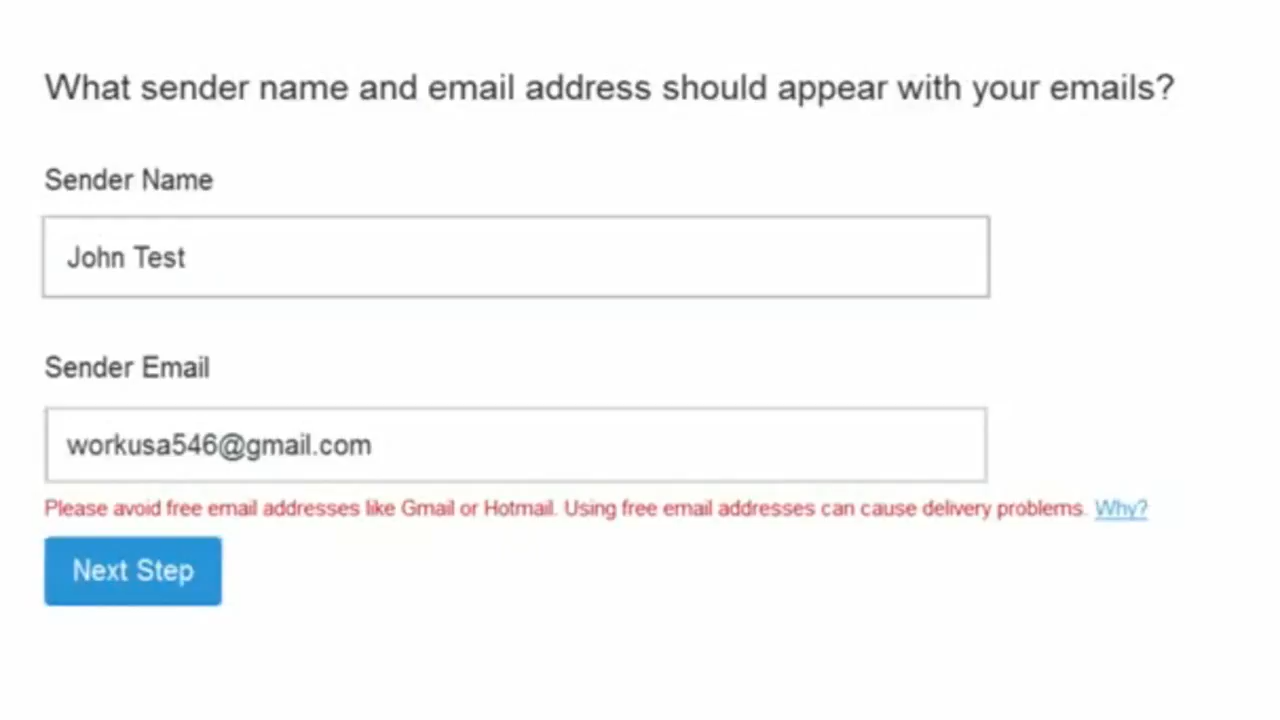 What sender name and email address should appear with your emails?
Sender Name
John Test
Sender Email
workusa546@gmail.com
Please avoid free email addresses like Gmail or Hotmail. Using free email addresses can cause delivery problems. Why?
Next Step